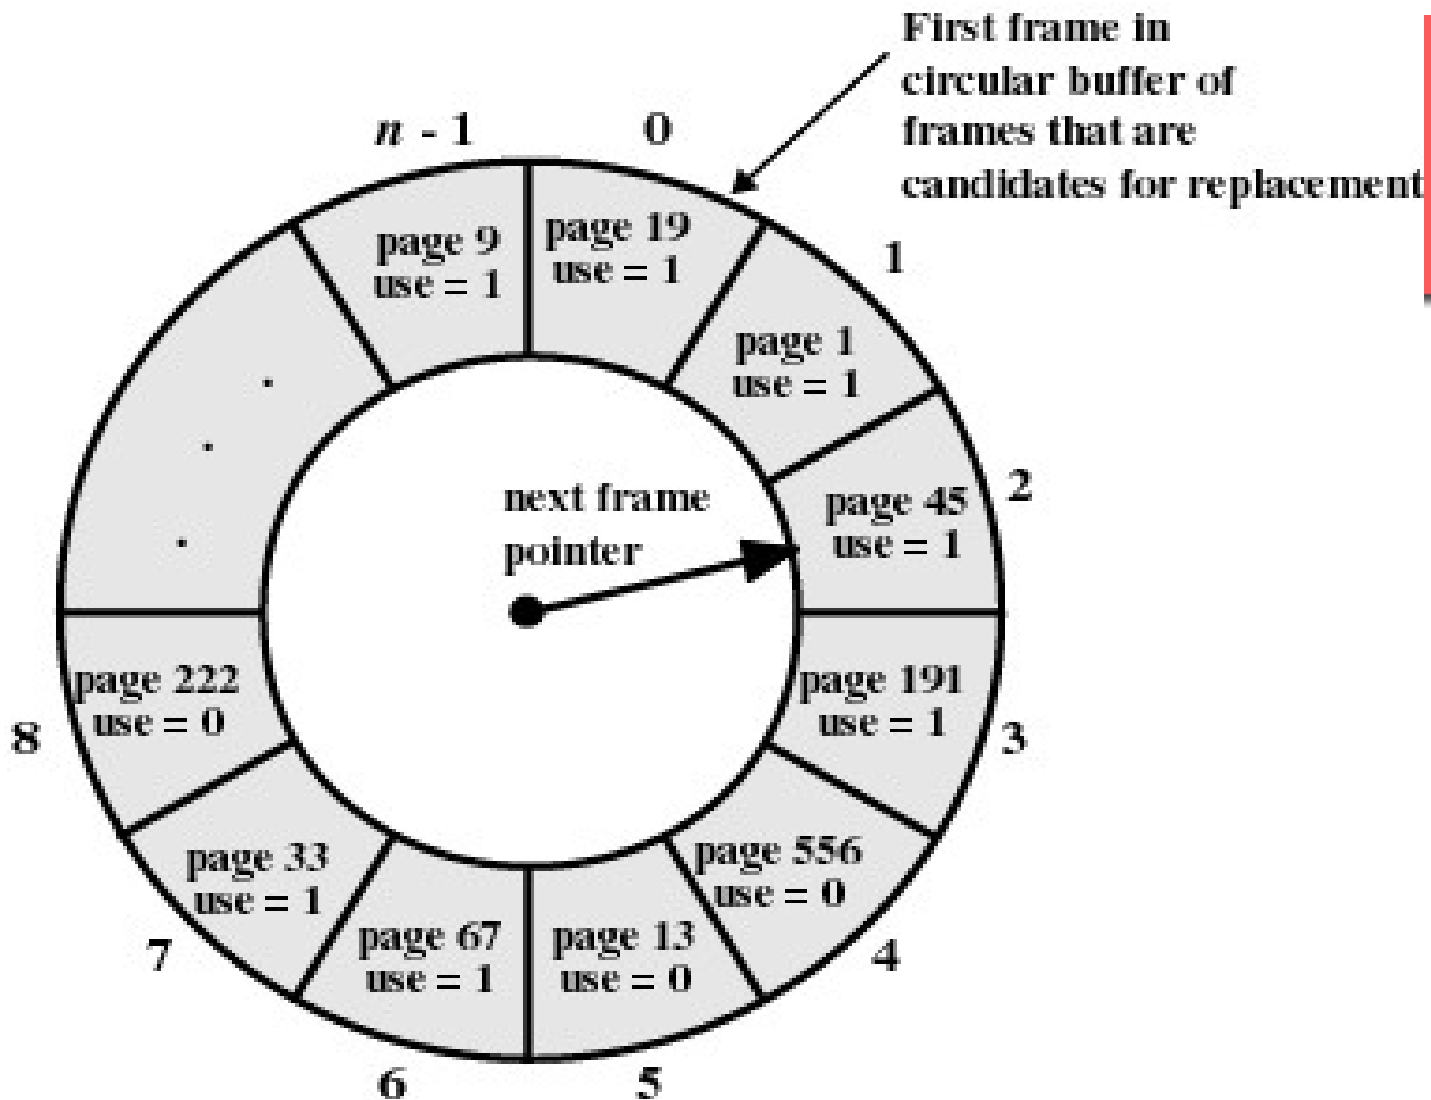 First frame in
circular buffer of
frames that are
candidates for replacement
n - 1
0
page 9
use = 1
page 19
use = 1
1
page 1
use = 1
2
page 45
use = 1
next frame
pointer
page 191
use = 1
3
page 556
use = 0
4
page 13
use = 0
5
page 67
use = 1
6
page 33
use = 1
7
page 222
use = 0
8